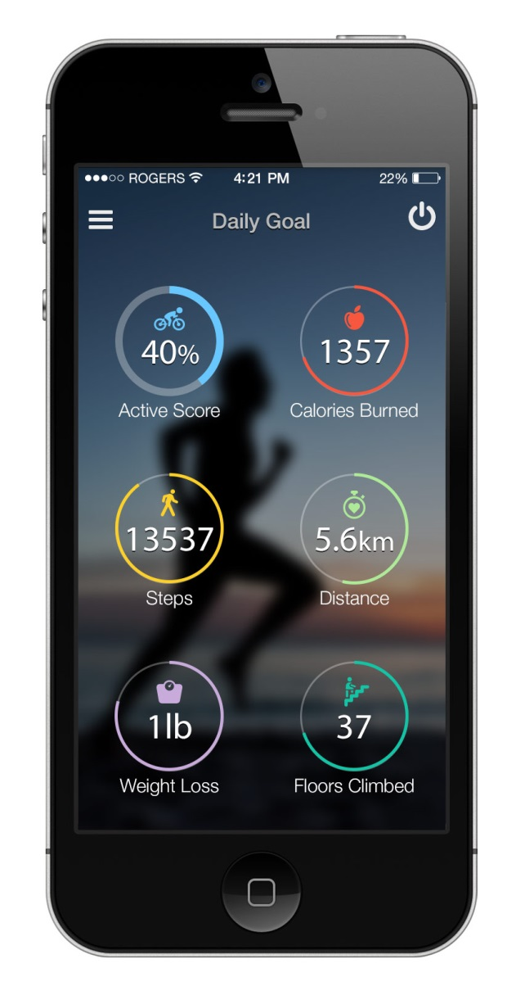 ROGERS 4:21 PM 22%
Daily Goal
40% 1357
Active Score Calories Burned
13537 5.6km
Steps Distance
1lb 37
Weight Loss Floors Climbed